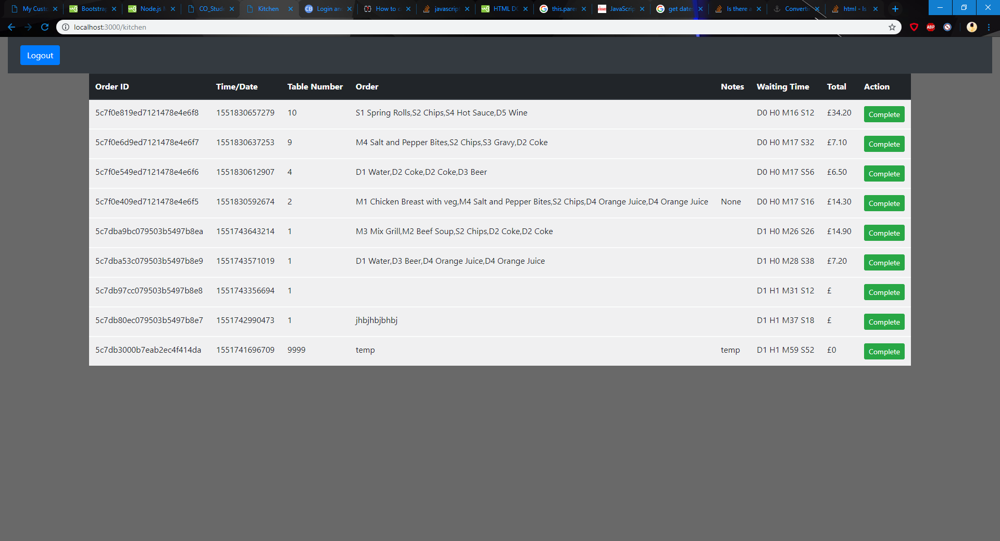 My Custo
Bootstrap
Node.js
CO_Stude
Kitchen
Login an
How to c
javascript
HTML DO
this.pare
JavaScrip
get date
Is there a
Converti
html - Is
localhost:3000/kitchen
ABP
Logout
Order ID Time/Date Table Number Order Notes Waiting Time Total Action
5c7f0e819ed7121478e4e6f8 1551830657279 10 S1 Spring Rolls,S2 Chips,S4 Hot Sauce,D5 Wine D0 H0 M16 S12 £34.20 Complete
5c7f0e6d9ed7121478e4e6f7 1551830637253 9 M4 Salt and Pepper Bites,S2 Chips,S3 Gravy,D2 Coke D0 H0 M17 S32 £7.10 Complete
5c7f0e549ed7121478e4e6f6 1551830612907 4 D1 Water,D2 Coke,D2 Coke,D3 Beer D0 H0 M17 S56 £6.50 Complete
5c7f0e409ed7121478e4e6f5 1551830592674 2 M1 Chicken Breast with veg,M4 Salt and Pepper Bites,S2 Chips,D4 Orange Juice,D4 Orange Juice None D0 H0 M17 S16 £14.30 Complete
5c7dba9bc079503b5497b8ea 1551743643214 1 M3 Mix Grill,M2 Beef Soup,S2 Chips,D2 Coke,D2 Coke D1 H0 M26 S26 £14.90 Complete
5c7dba53c079503b5497b8e9 1551743571019 1 D1 Water,D3 Beer,D4 Orange Juice,D4 Orange Juice D1 H0 M28 S38 £7.20 Complete
5c7db97cc079503b5497b8e8 1551743356694 1 D1 H1 M31 S12 £ Complete
5c7db80ec079503b5497b8e7 1551742990473 1 jhbjhbjbhbj D1 H1 M37 S18 £ Complete
5c7db3000b7eab2ec4f414da 1551741696709 9999 temp temp D1 H1 M59 S52 £0 Complete